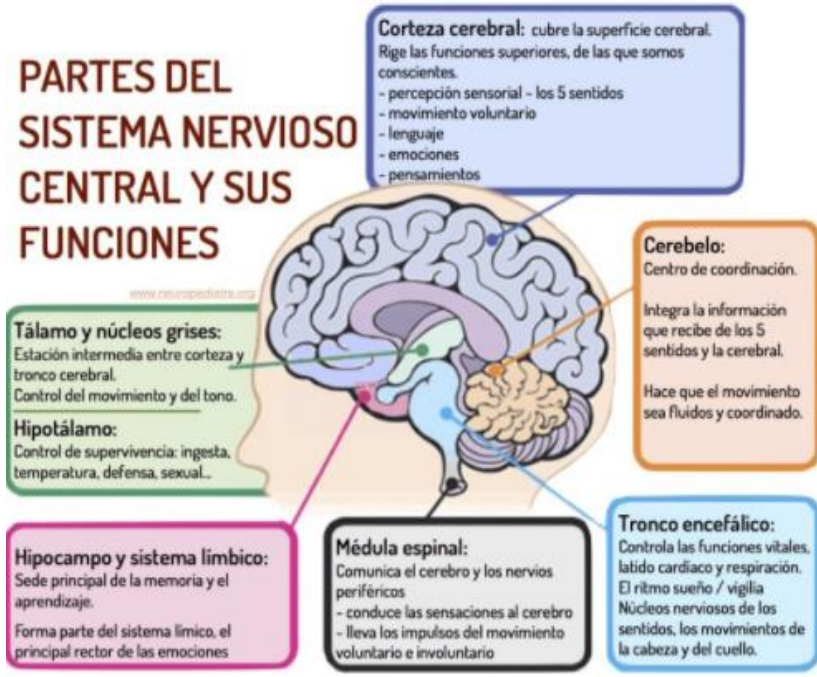 PARTES DEL
SISTEMA NERVIOSO
CENTRAL Y SUS
FUNCIONES
www.neuropediatra.org
Corteza cerebral: cubre la superficie cerebral.
Rige las funciones superiores, de las que somos
conscientes.
- percepción sensorial - los 5 sentidos
- movimiento voluntario
- lenguaje
- emociones
- pensamientos
Cerebelo:
Centro de coordinación.
Integra la información
que recibe de los 5
sentidos y la cerebral.
Hace que el movimiento
sea fluidos y coordinado.
Tálamo y núcleos grises:
Estación intermedia entre corteza y
tronco cerebral.
Control del movimiento y del tono.
Hipotálamo:
Control de supervivencia: ingesta,
temperatura, defensa, sexual...
Hipocampo y sistema límbico:
Sede principal de la memoria y el
aprendizaje.
Forma parte del sistema límico, el
principal rector de las emociones
Médula espinal:
Comunica el cerebro y los nervios
periféricos
- conduce las sensaciones al cerebro
- lleva los impulsos del movimiento
voluntario e involuntario
Tronco encefálico:
Controla las funciones vitales,
latido cardiaco y respiración.
El ritmo sueño / vigilia
Núcleos nerviosos de los
sentidos, los movimientos de
la cabeza y del cuello.